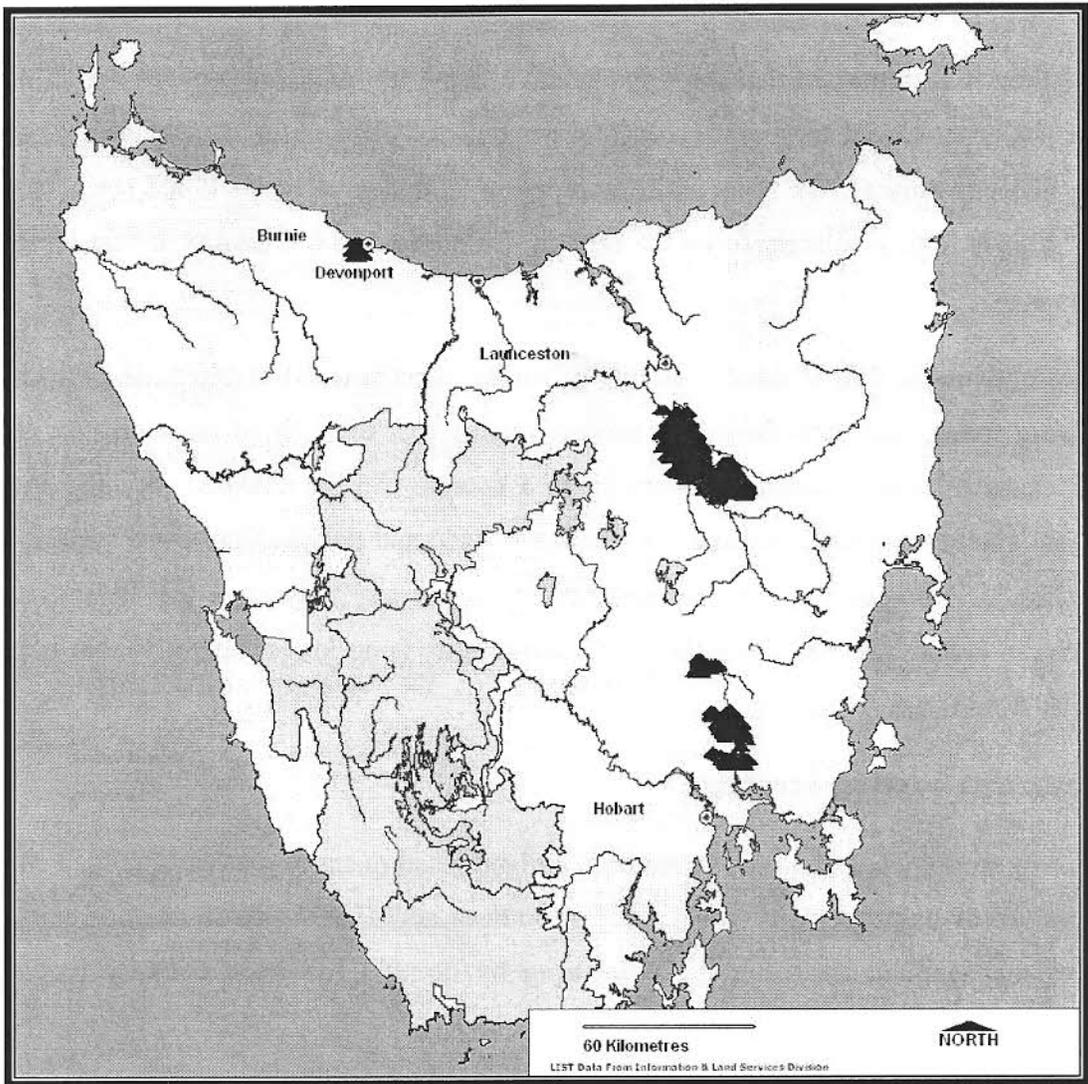 Burnie
Devonport
Launceston
Hobart
60 Kilometres
NORTH
LIST Data From Information & Land Services Division